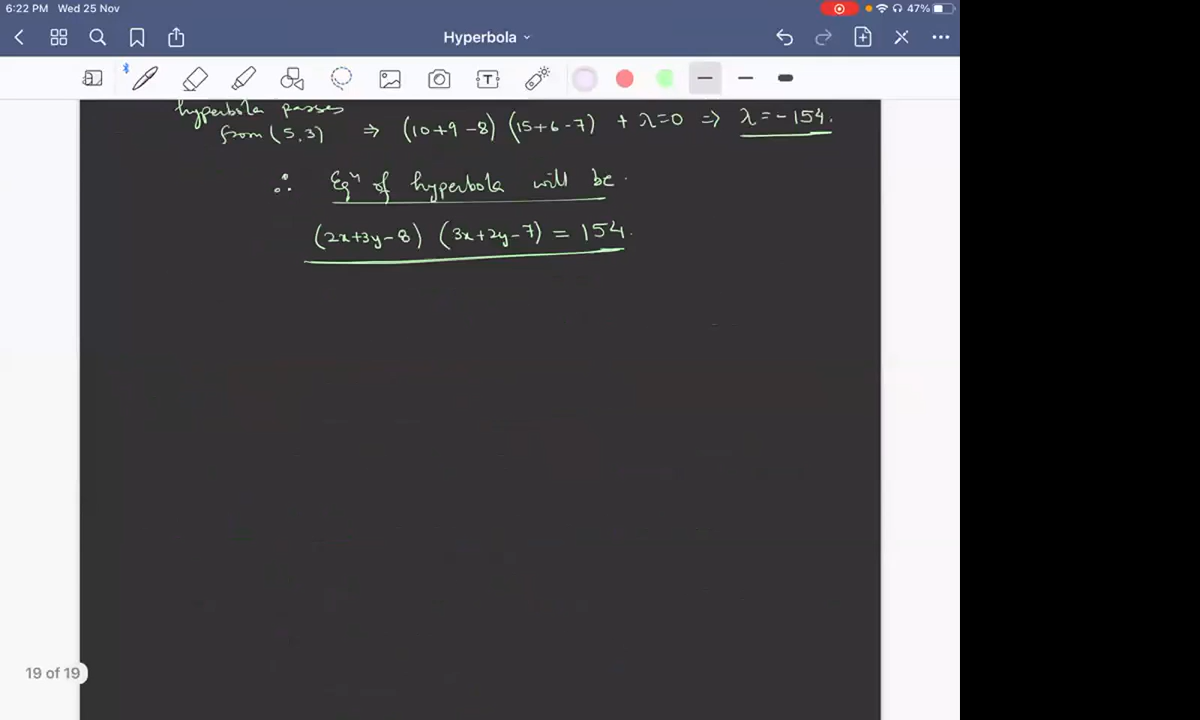 6:22 PM Wed 25 Nov
47%
Hyperbola
T
hyperbola passes
from (5,3) ⇒ (10+9-8) (15+6-7) + λ=0 ⇒ λ=-154.
∴ Eqⁿ of hyperbola will be.
(2x+3y-8) (3x+2y-7) = 154.
19 of 19